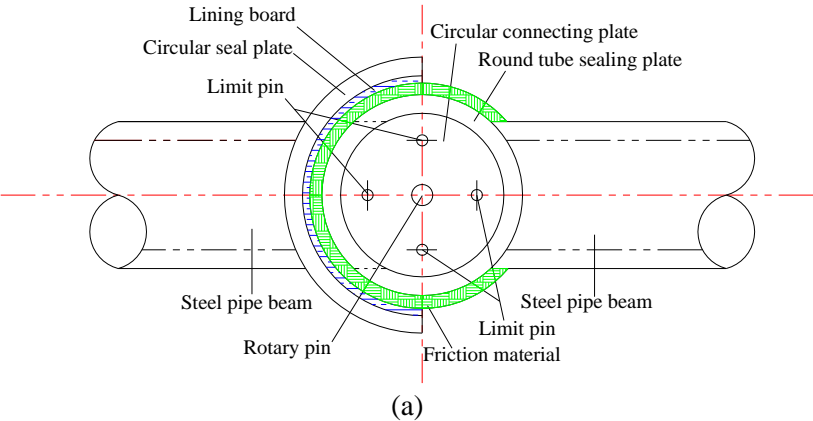 Lining board
Circular seal plate
Circular connecting plate
Round tube sealing plate
Limit pin
Steel pipe beam
Steel pipe beam
Limit pin
Rotary pin
Friction material
(a)